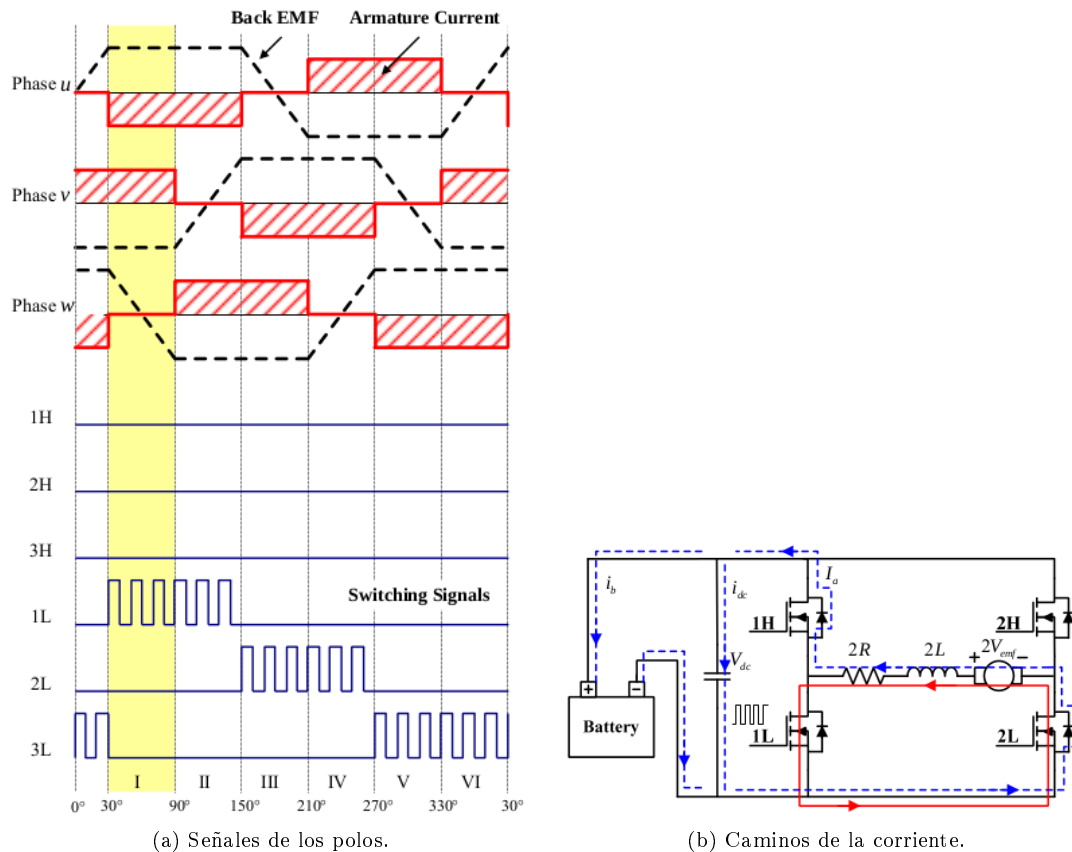 Back EMF
Armature Current
Phase u
Phase v
Phase w
1H
2H
3H
Switching Signals
1L
2L
3L
I II III IV V VI
0° 30° 90° 150° 210° 270° 330° 30°
(a) Señales de los polos.
i_b
i_dc
I_a
1H
2H
2R
2L
2V_emf
+ −
V_dc
+ −
Battery
1L
2L
(b) Caminos de la corriente.